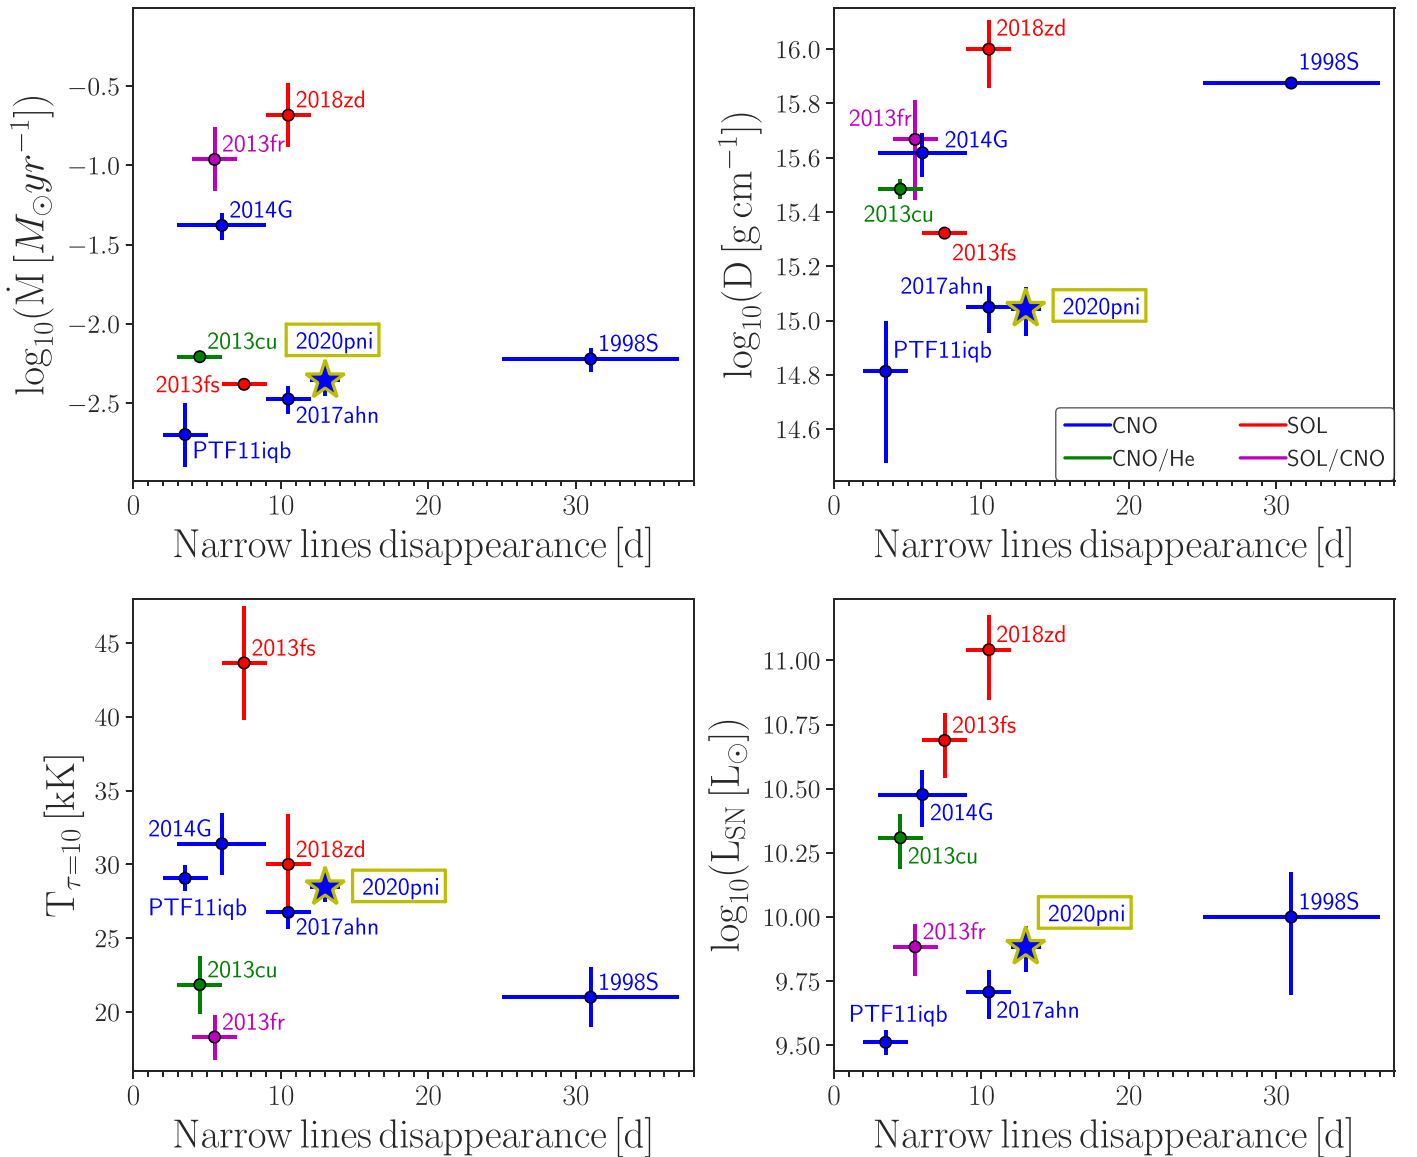 log₁₀(Ṁ [M⊙yr⁻¹])
−0.5
−1.0
−1.5
−2.0
−2.5
2018zd
2013fr
2014G
2013cu
2020pni
1998S
2013fs
2017ahn
PTF11iqb
0 10 20 30
Narrow lines disappearance [d]
log₁₀(D [g cm⁻¹])
16.0
15.8
15.6
15.4
15.2
15.0
14.8
14.6
2018zd
1998S
2013fr
2014G
2013cu
2013fs
2017ahn
2020pni
PTF11iqb
CNO SOL
CNO/He SOL/CNO
0 10 20 30
Narrow lines disappearance [d]
T τ=10 [kK]
45
40
35
30
25
20
2013fs
2014G
2018zd
2020pni
PTF11iqb
2017ahn
2013cu
1998S
2013fr
0 10 20 30
Narrow lines disappearance [d]
log₁₀(L_SN [L⊙])
11.00
10.75
10.50
10.25
10.00
9.75
9.50
2018zd
2013fs
2014G
2013cu
2020pni
1998S
2013fr
PTF11iqb
2017ahn
0 10 20 30
Narrow lines disappearance [d]